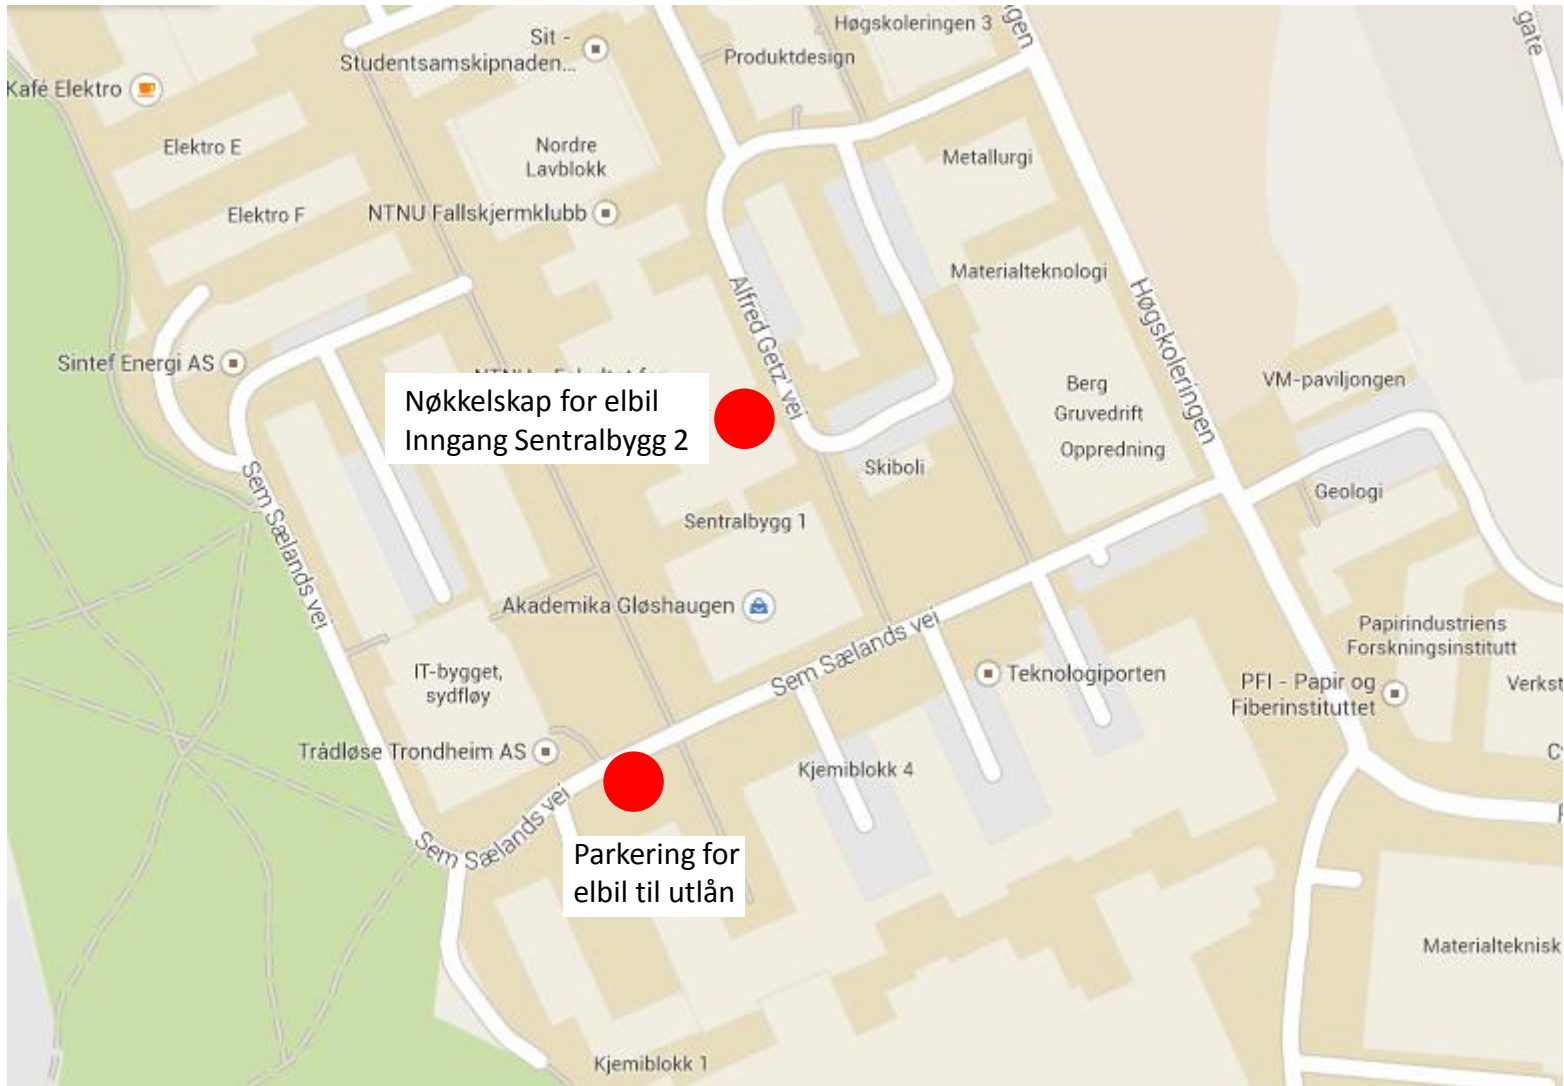 Høgskoleringen 3
Sit -
Studentsamskipnaden...
Produktdesign
gen
gate
Kafé Elektro
Elektro E
Nordre
Lavblokk
Metallurgi
Elektro F
NTNU Fallskjermklubb
Materialteknologi
Alfred Getz' vei
Høgskoleringen
Sintef Energi AS
Nøkkelskap for elbil
Inngang Sentralbygg 2
Berg
Gruvedrift
Oppredning
VM-paviljongen
Skiboli
Geologi
Sem Sælands vei
Sentralbygg 1
Akademika Gløshaugen
Sem Sælands vei
Papirindustriens
Forskningsinstitutt
IT-bygget,
sydfløy
Teknologiporten
PFI - Papir og
Fiberinstituttet
Verkst
Trådløse Trondheim AS
Kjemiblokk 4
Sem Sælands vei
Parkering for
elbil til utlån
Materialteknisk
Kjemiblokk 1